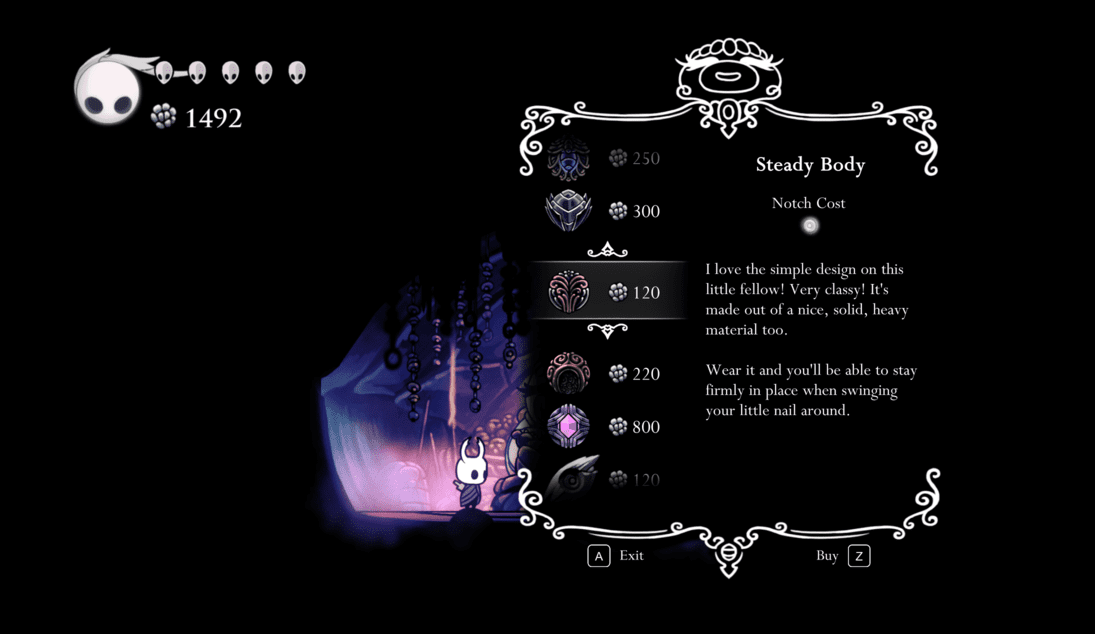 1492
250
300
120
220
800
120
Steady Body
Notch Cost
I love the simple design on this
little fellow! Very classy! It's
made out of a nice, solid, heavy
material too.
Wear it and you'll be able to stay
firmly in place when swinging
your little nail around.
A Exit
Buy Z